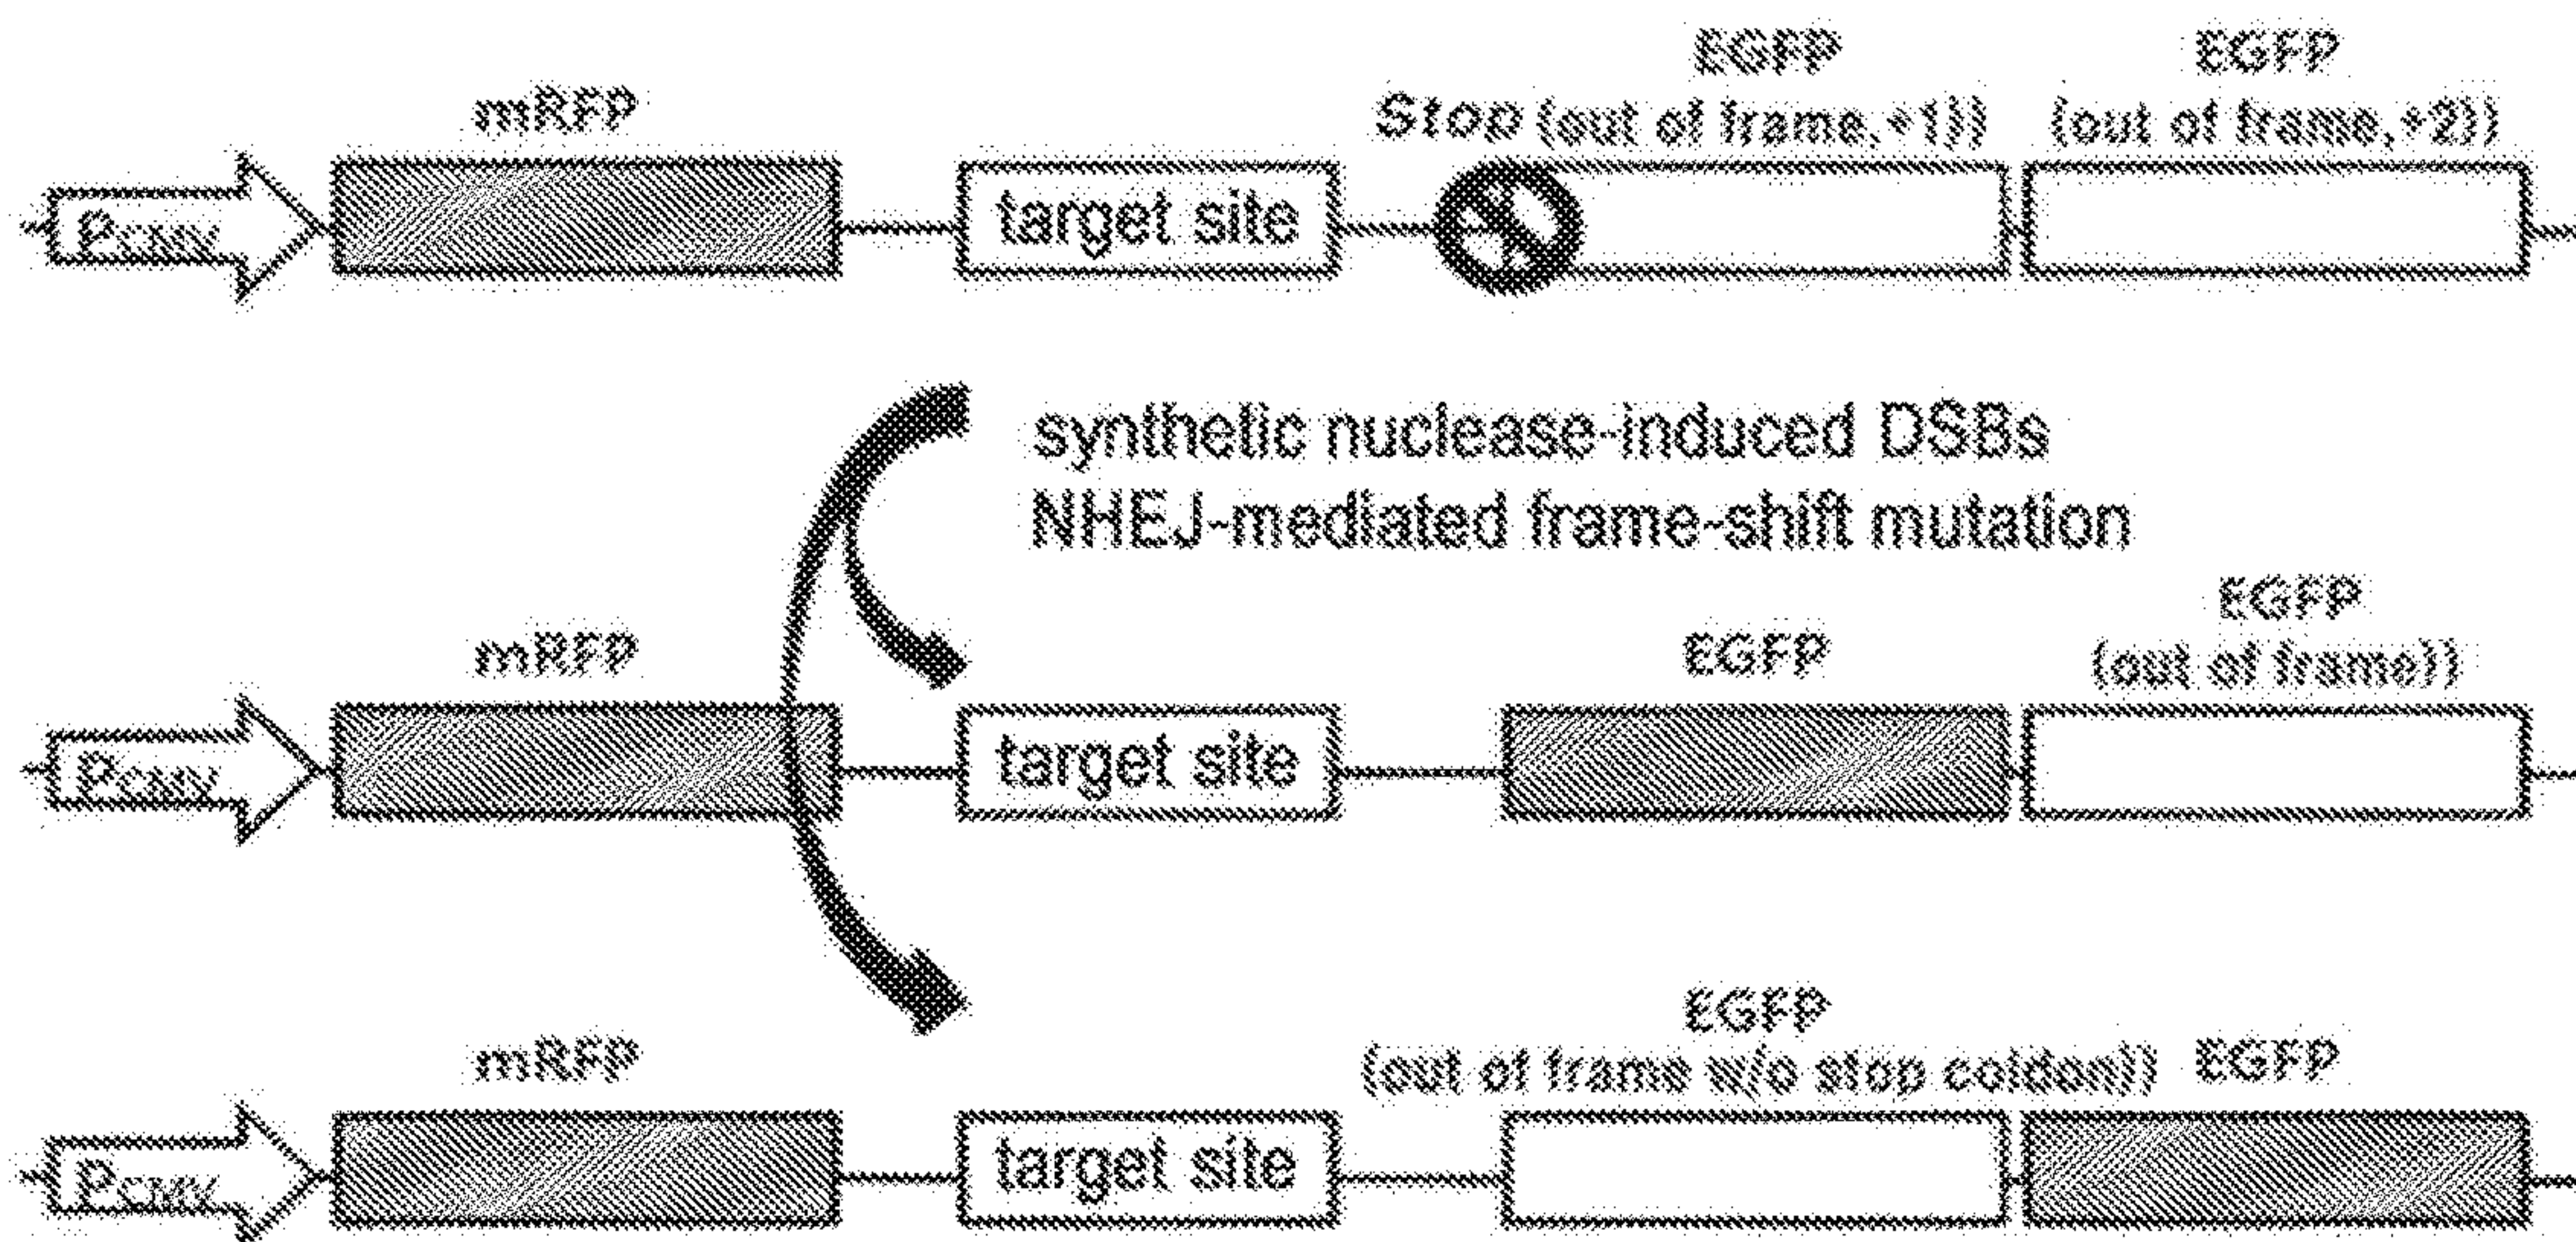 EGFP EGFP
mRFP Stop (out of frame,+1)) (out of frame,+2))
PCMV target site
synthetic nuclease-induced DSBs
NHEJ-mediated frame-shift mutation
EGFP
mRFP EGFP (out of frame))
PCMV target site
EGFP
mRFP (out of frame w/o stop coldon)) EGFP
PCMV target site